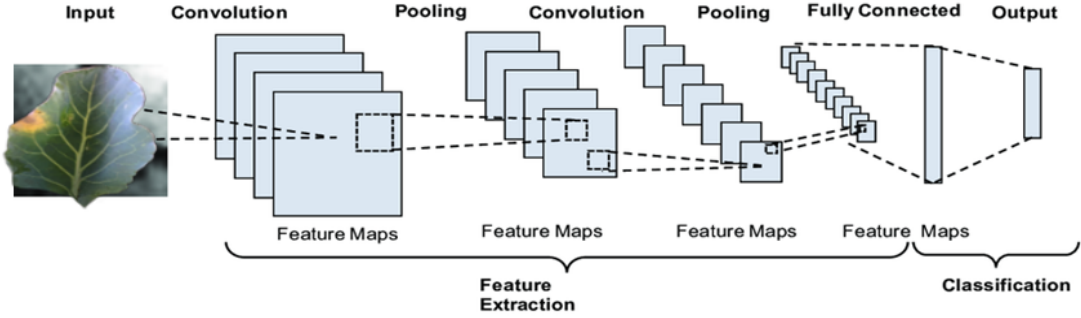 Input Convolution Pooling Convolution Pooling Fully Connected Output
Feature Maps Feature Maps Feature Maps Feature Maps
Feature
Extraction
Classification